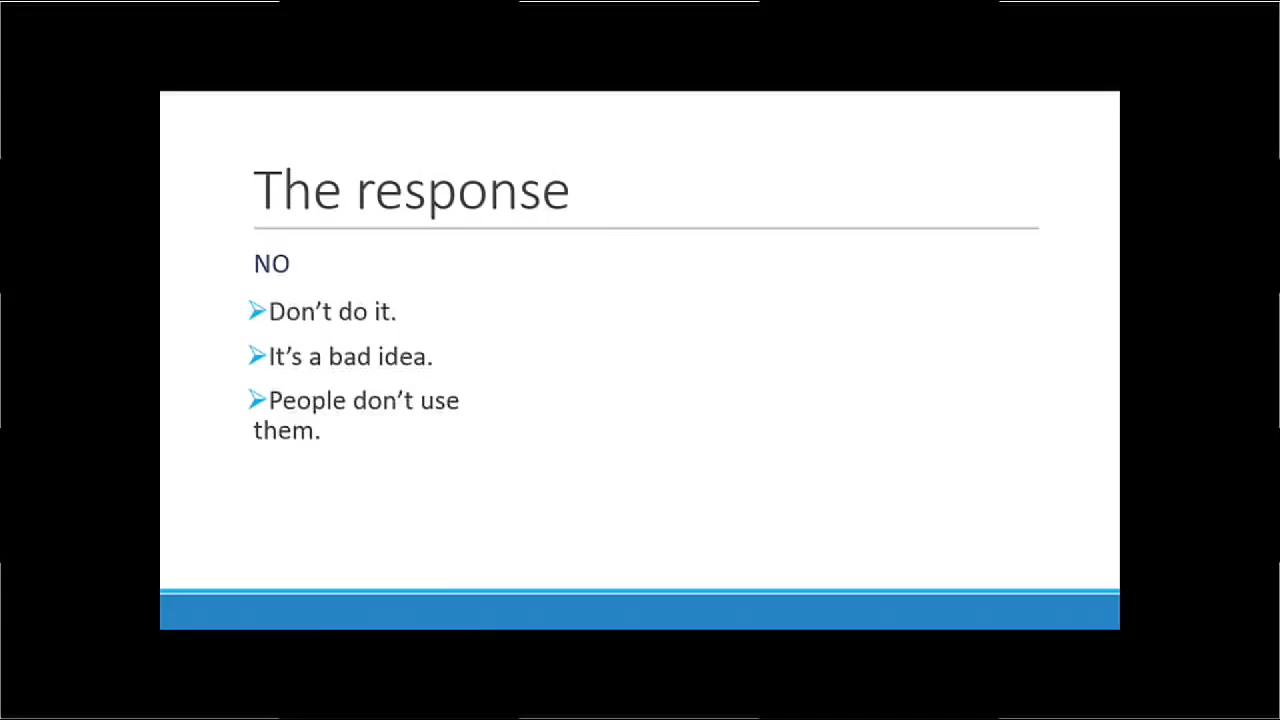 The response
NO
➢Don’t do it.
➢It’s a bad idea.
➢People don’t use
them.